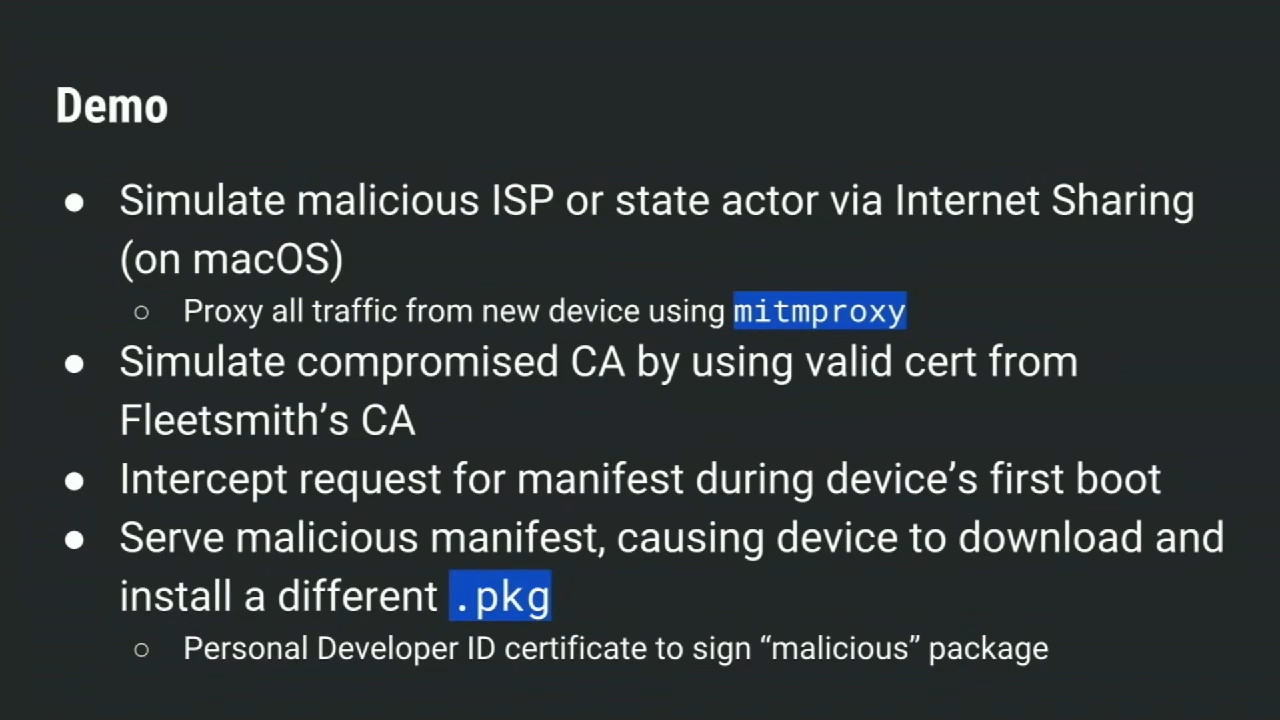 Demo
● Simulate malicious ISP or state actor via Internet Sharing
(on macOS)
○ Proxy all traffic from new device using mitmproxy
● Simulate compromised CA by using valid cert from
Fleetsmith’s CA
● Intercept request for manifest during device’s first boot
● Serve malicious manifest, causing device to download and
install a different .pkg
○ Personal Developer ID certificate to sign “malicious” package